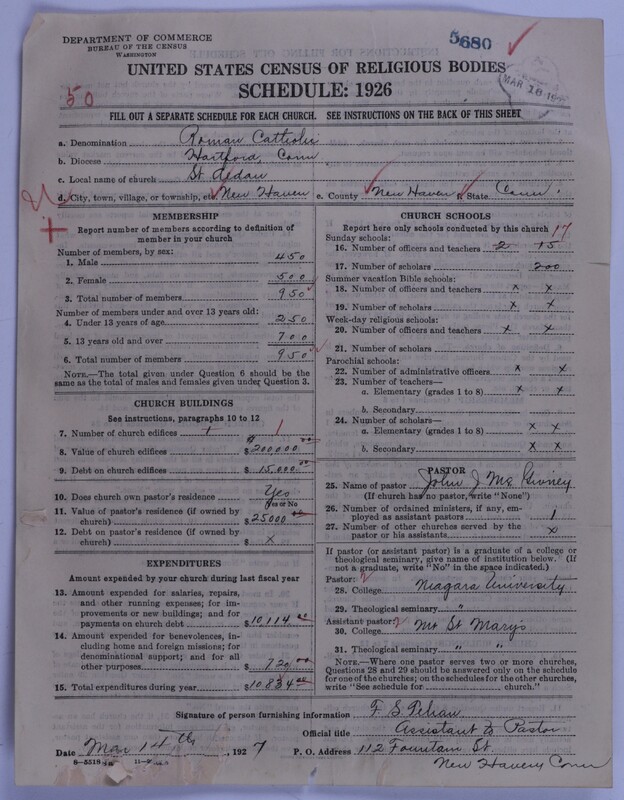 DEPARTMENT OF COMMERCE
BUREAU OF THE CENSUS
WASHINGTON
5680
MAR 18
UNITED STATES CENSUS OF RELIGIOUS BODIES
SCHEDULE: 1926
50
FILL OUT A SEPARATE SCHEDULE FOR EACH CHURCH. SEE INSTRUCTIONS ON THE BACK OF THIS SHEET
a. Denomination Roman Catholic
b. Diocese Hartford, Conn
c. Local name of church St Aedan
d. City, town, village, or township, etc. New Haven e. County New Haven f. State Conn.
MEMBERSHIP
Report number of members according to definition of
member in your church
Number of members, by sex:
1. Male 450
2. Female 500
3. Total number of members 950
Number of members under and over 13 years old:
4. Under 13 years of age 250
5. 13 years old and over 700
6. Total number of members 950
NOTE.—The total given under Question 6 should be the
same as the total of males and females given under Question 3.
CHURCH BUILDINGS
See instructions, paragraphs 10 to 12
7. Number of church edifices 1 1
8. Value of church edifices $200000 00
9. Debt on church edifices $15,000 00
10. Does church own pastor's residence Yes
Yes or No
11. Value of pastor's residence (if owned by
church) $25000 00
12. Debt on pastor's residence (if owned by
church) $ x
EXPENDITURES
Amount expended by your church during last fiscal year
13. Amount expended for salaries, repairs,
and other running expenses; for im-
provements or new buildings; and for
payments on church debt $10114 00
14. Amount expended for benevolences, in-
cluding home and foreign missions; for
denominational support; and for all
other purposes 720 00
15. Total expenditures during year $10834 00
CHURCH SCHOOLS
Report here only schools conducted by this church 17
Sunday schools:
16. Number of officers and teachers 2 15
17. Number of scholars 200
Summer vacation Bible schools:
18. Number of officers and teachers x x
19. Number of scholars x x
Week-day religious schools:
20. Number of officers and teachers x x
21. Number of scholars
Parochial schools:
22. Number of administrative officers x x
23. Number of teachers—
a. Elementary (grades 1 to 8) x x
b. Secondary
24. Number of scholars—
a. Elementary (grades 1 to 8) x x
b. Secondary x x
PASTOR
25. Name of pastor John J Mc Givney
(If church has no pastor, write "None")
26. Number of ordained ministers, if any, em-
ployed as assistant pastors 1
27. Number of other churches served by the
pastor or his assistants x
If pastor (or assistant pastor) is a graduate of a college or
theological seminary, give name of institution below. (If
not a graduate, write "No" in the space indicated.)
Pastor:
28. College Niagara University
29. Theological seminary "
Assistant pastor:
30. College Mt St Mary's
31. Theological seminary " "
NOTE.—Where one pastor serves two or more churches,
Questions 28 and 29 should be answered only on the schedule
for one of the churches; on the schedules for the other churches,
write "See schedule for church."
Signature of person furnishing information F S
Official title Assistant to Pastor
Date Mar 14th, 1927 P. O. Address 112 Fountain St.
New Haven Conn
8—5518